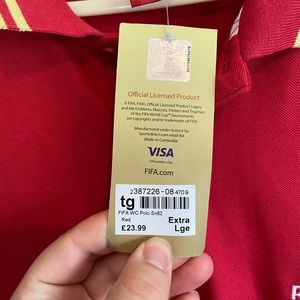 Official Licensed Product
© FIFA, FIFA's Official Licensed Product Logos,
and the Emblems, Mascots, Posters and Trophies
of the FIFA World Cup™ tournaments
are copyrights and/or trademarks of FIFA.
Manufactured under licence by
Sportsdirect.com retail ltd
Made in Cambodia
VISA
FIFA.com
2387226-08 4709
tg
FIFA WC Polo Sn82
Red
Extra
£23.99
Lge